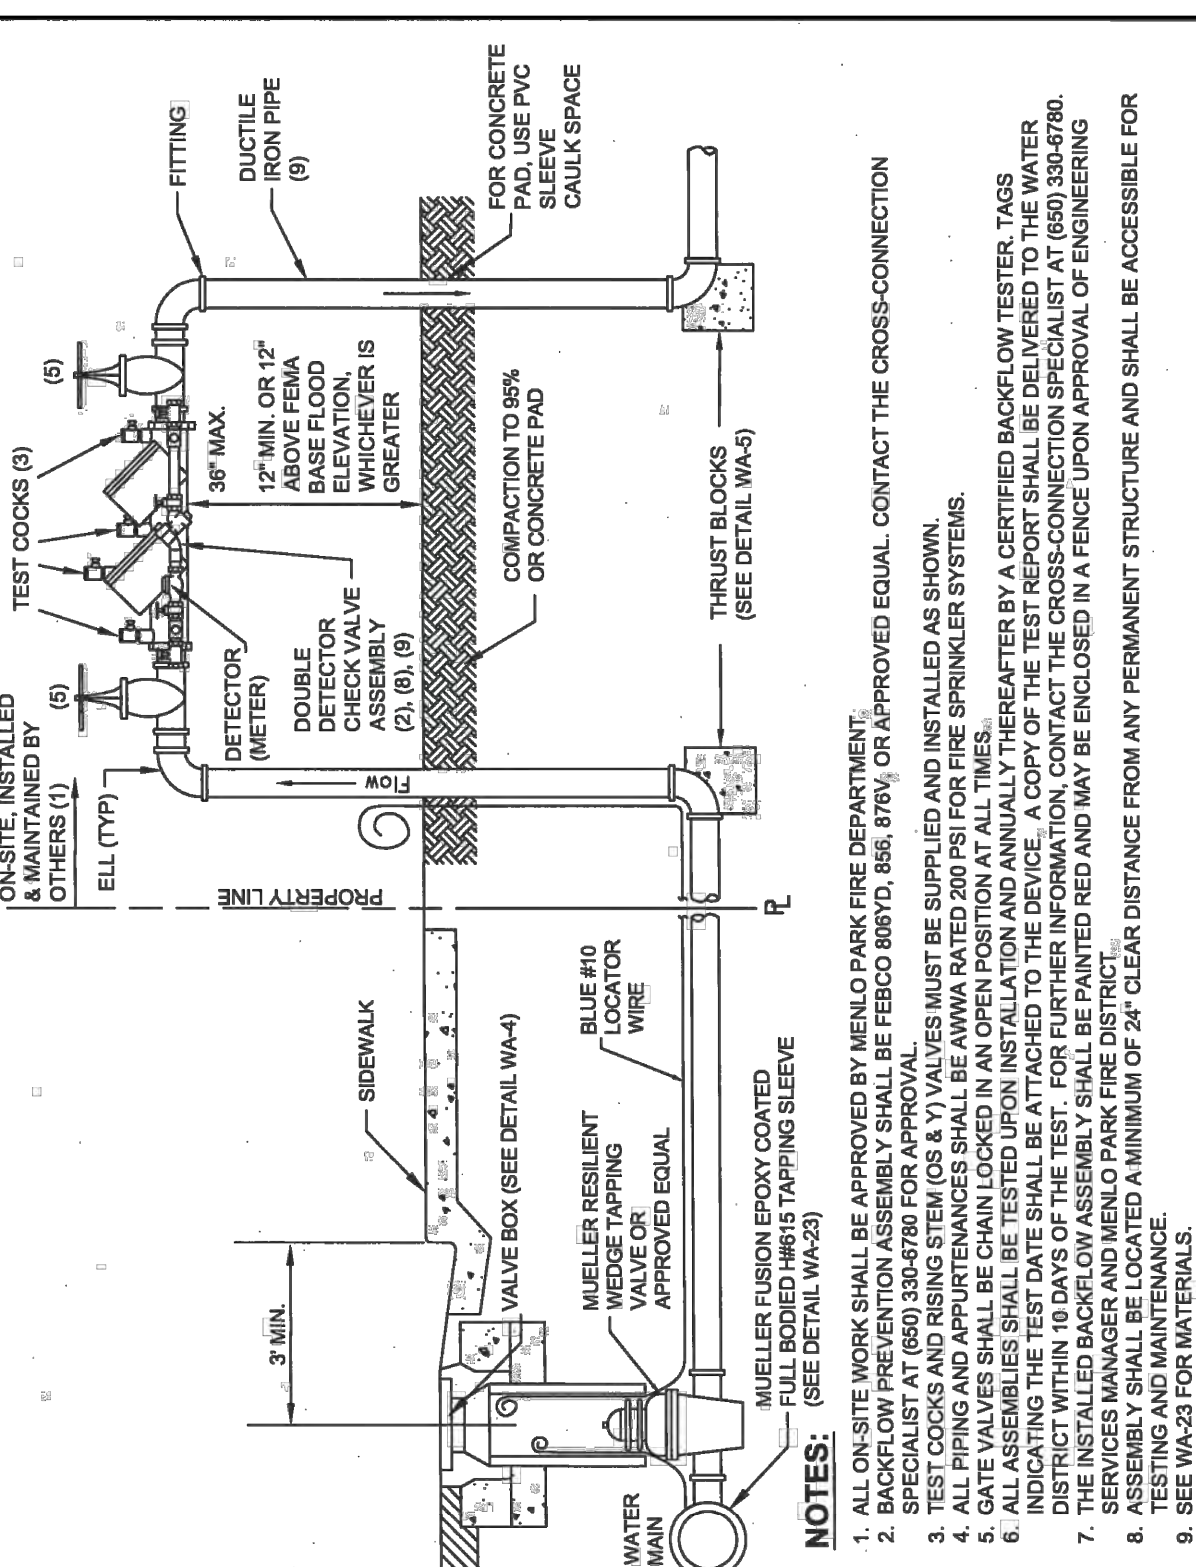 ON-SITE, INSTALLED
& MAINTAINED BY
OTHERS (1)
ELL (TYP)
(5)
TEST COCKS (3)
(5)
FITTING
DUCTILE
IRON PIPE
(9)
FOR CONCRETE
PAD, USE PVC
SLEEVE
CAULK SPACE
36" MAX.
12" MIN. OR 12"
ABOVE FEMA
BASE FLOOD
ELEVATION,
WHICHEVER IS
GREATER
DETECTOR
(METER)
DOUBLE
DETECTOR
CHECK VALVE
ASSEMBLY
(2), (8), (9)
COMPACTION TO 95%
OR CONCRETE PAD
Flow
PROPERTY LINE
PL
THRUST BLOCKS
(SEE DETAIL WA-5)
SIDEWALK
3' MIN.
VALVE BOX (SEE DETAIL WA-4)
BLUE #10
LOCATOR
WIRE
MUELLER RESILIENT
WEDGE TAPPING
VALVE OR
APPROVED EQUAL
MUELLER FUSION EPOXY COATED
FULL BODIED H#615 TAPPING SLEEVE
(SEE DETAIL WA-23)
WATER
MAIN
NOTES:
1. ALL ON-SITE WORK SHALL BE APPROVED BY MENLO PARK FIRE DEPARTMENT.
2. BACKFLOW PREVENTION ASSEMBLY SHALL BE FEBCO 806YD, 856, 876V, OR APPROVED EQUAL. CONTACT THE CROSS-CONNECTION
SPECIALIST AT (650) 330-6780 FOR APPROVAL.
3. TEST COCKS AND RISING STEM (OS & Y) VALVES MUST BE SUPPLIED AND INSTALLED AS SHOWN.
4. ALL PIPING AND APPURTENANCES SHALL BE AWWA RATED 200 PSI FOR FIRE SPRINKLER SYSTEMS.
5. GATE VALVES SHALL BE CHAIN LOCKED IN AN OPEN POSITION AT ALL TIMES.
6. ALL ASSEMBLIES SHALL BE TESTED UPON INSTALLATION AND ANNUALLY THEREAFTER BY A CERTIFIED BACKFLOW TESTER. TAGS
INDICATING THE TEST DATE SHALL BE ATTACHED TO THE DEVICE. A COPY OF THE TEST REPORT SHALL BE DELIVERED TO THE WATER
DISTRICT WITHIN 10 DAYS OF THE TEST. FOR FURTHER INFORMATION, CONTACT THE CROSS-CONNECTION SPECIALIST AT (650) 330-6780.
7. THE INSTALLED BACKFLOW ASSEMBLY SHALL BE PAINTED RED AND MAY BE ENCLOSED IN A FENCE UPON APPROVAL OF ENGINEERING
SERVICES MANAGER AND MENLO PARK FIRE DISTRICT.
8. ASSEMBLY SHALL BE LOCATED A MINIMUM OF 24" CLEAR DISTANCE FROM ANY PERMANENT STRUCTURE AND SHALL BE ACCESSIBLE FOR
TESTING AND MAINTENANCE.
9. SEE WA-23 FOR MATERIALS.